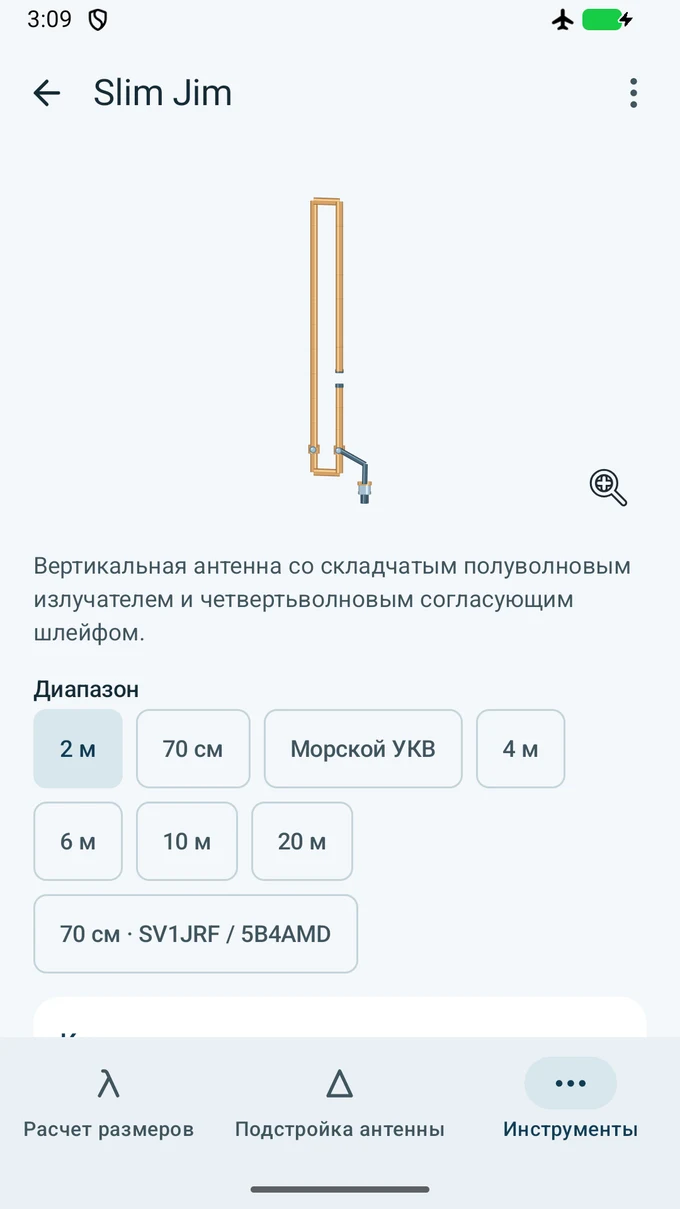 3:09
Slim Jim
Вертикальная антенна со складчатым полуволновым
излучателем и четвертьволновым согласующим
шлейфом.
Диапазон
2 м
70 см
Морской УКВ
4 м
6 м
10 м
20 м
70 см · SV1JRF / 5B4AMD
λ
Расчет размеров
Подстройка антенны
Инструменты